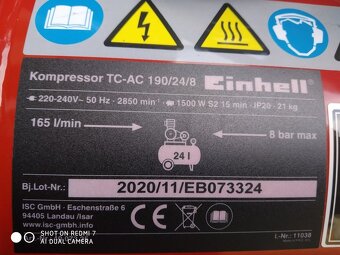 Kompressor TC-AC 190/24/8 Einhell
220-240V~ 50 Hz · 2850 min⁻¹ 1500 W S2 15 min · IP20 · 21 kg
165 l/min
8 bar max
24 l
Bj.Lot-Nr.:
2020/11/EB073324
ISC GmbH - Eschenstraße 6
94405 Landau /Isar
www.isc-gmbh.info
CE
I.-Nr.: 11038
SHOT ON REDMI 7
AI DUAL CAMERA